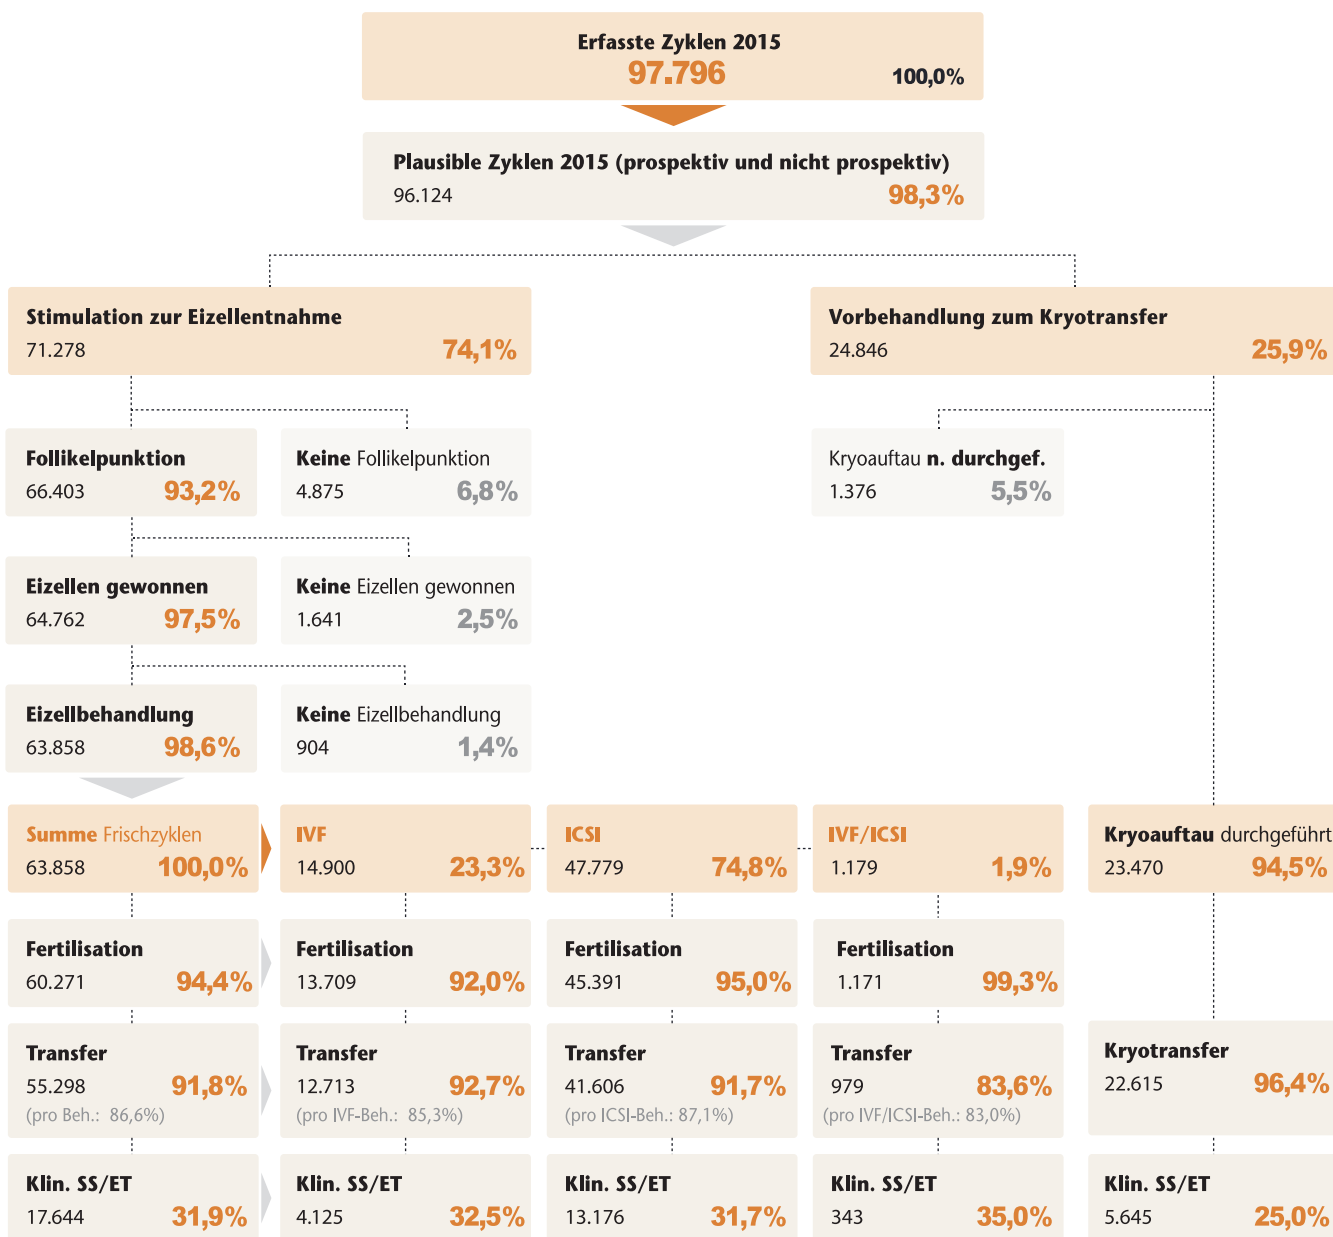 Erfasste Zyklen 2015
97.796 100,0%
Plausible Zyklen 2015 (prospektiv und nicht prospektiv)
96.124 98,3%
Stimulation zur Eizellentnahme
71.278 74,1%
Vorbehandlung zum Kryotransfer
24.846 25,9%
Follikelpunktion
66.403 93,2%
Keine Follikelpunktion
4.875 6,8%
Kryoauftau n. durchgef.
1.376 5,5%
Eizellen gewonnen
64.762 97,5%
Keine Eizellen gewonnen
1.641 2,5%
Eizellbehandlung
63.858 98,6%
Keine Eizellbehandlung
904 1,4%
Summe Frischzyklen
63.858 100,0%
IVF
14.900 23,3%
ICSI
47.779 74,8%
IVF/ICSI
1.179 1,9%
Kryoauftau durchgeführt
23.470 94,5%
Fertilisation
60.271 94,4%
Fertilisation
13.709 92,0%
Fertilisation
45.391 95,0%
Fertilisation
1.171 99,3%
Transfer
55.298 91,8%
(pro Beh.: 86,6%)
Transfer
12.713 92,7%
(pro IVF-Beh.: 85,3%)
Transfer
41.606 91,7%
(pro ICSI-Beh.: 87,1%)
Transfer
979 83,6%
(pro IVF/ICSI-Beh.: 83,0%)
Kryotransfer
22.615 96,4%
Klin. SS/ET
17.644 31,9%
Klin. SS/ET
4.125 32,5%
Klin. SS/ET
13.176 31,7%
Klin. SS/ET
343 35,0%
Klin. SS/ET
5.645 25,0%